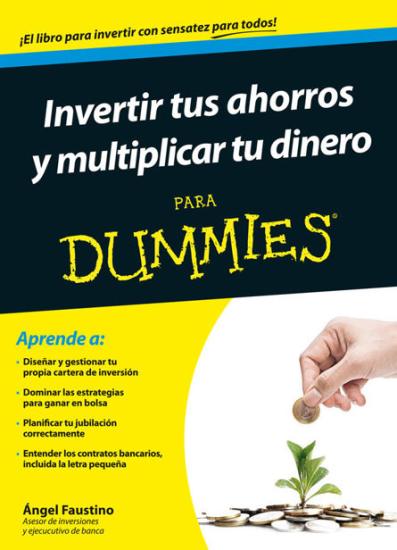 ¡El libro para invertir con sensatez para todos!
Invertir tus ahorros
y multiplicar tu dinero
PARA
DUMMIES®
Aprende a:
• Diseñar y gestionar tu
propia cartera de inversión
• Dominar las estrategias
para ganar en bolsa
• Planificar tu jubilación
correctamente
• Entender los contratos bancarios,
incluida la letra pequeña
Ángel Faustino
Asesor de inversiones
y ejecucutivo de banca